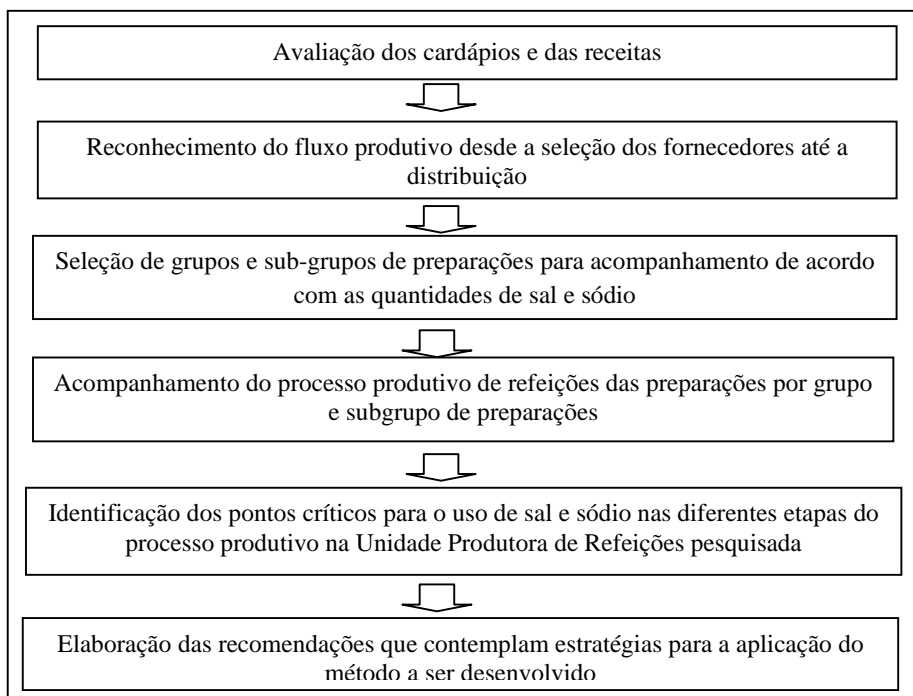 Avaliação dos cardápios e das receitas
Reconhecimento do fluxo produtivo desde a seleção dos fornecedores até a
distribuição
Seleção de grupos e sub-grupos de preparações para acompanhamento de acordo
com as quantidades de sal e sódio
Acompanhamento do processo produtivo de refeições das preparações por grupo
e subgrupo de preparações
Identificação dos pontos críticos para o uso de sal e sódio nas diferentes etapas do
processo produtivo na Unidade Produtora de Refeições pesquisada
Elaboração das recomendações que contemplam estratégias para a aplicação do
método a ser desenvolvido